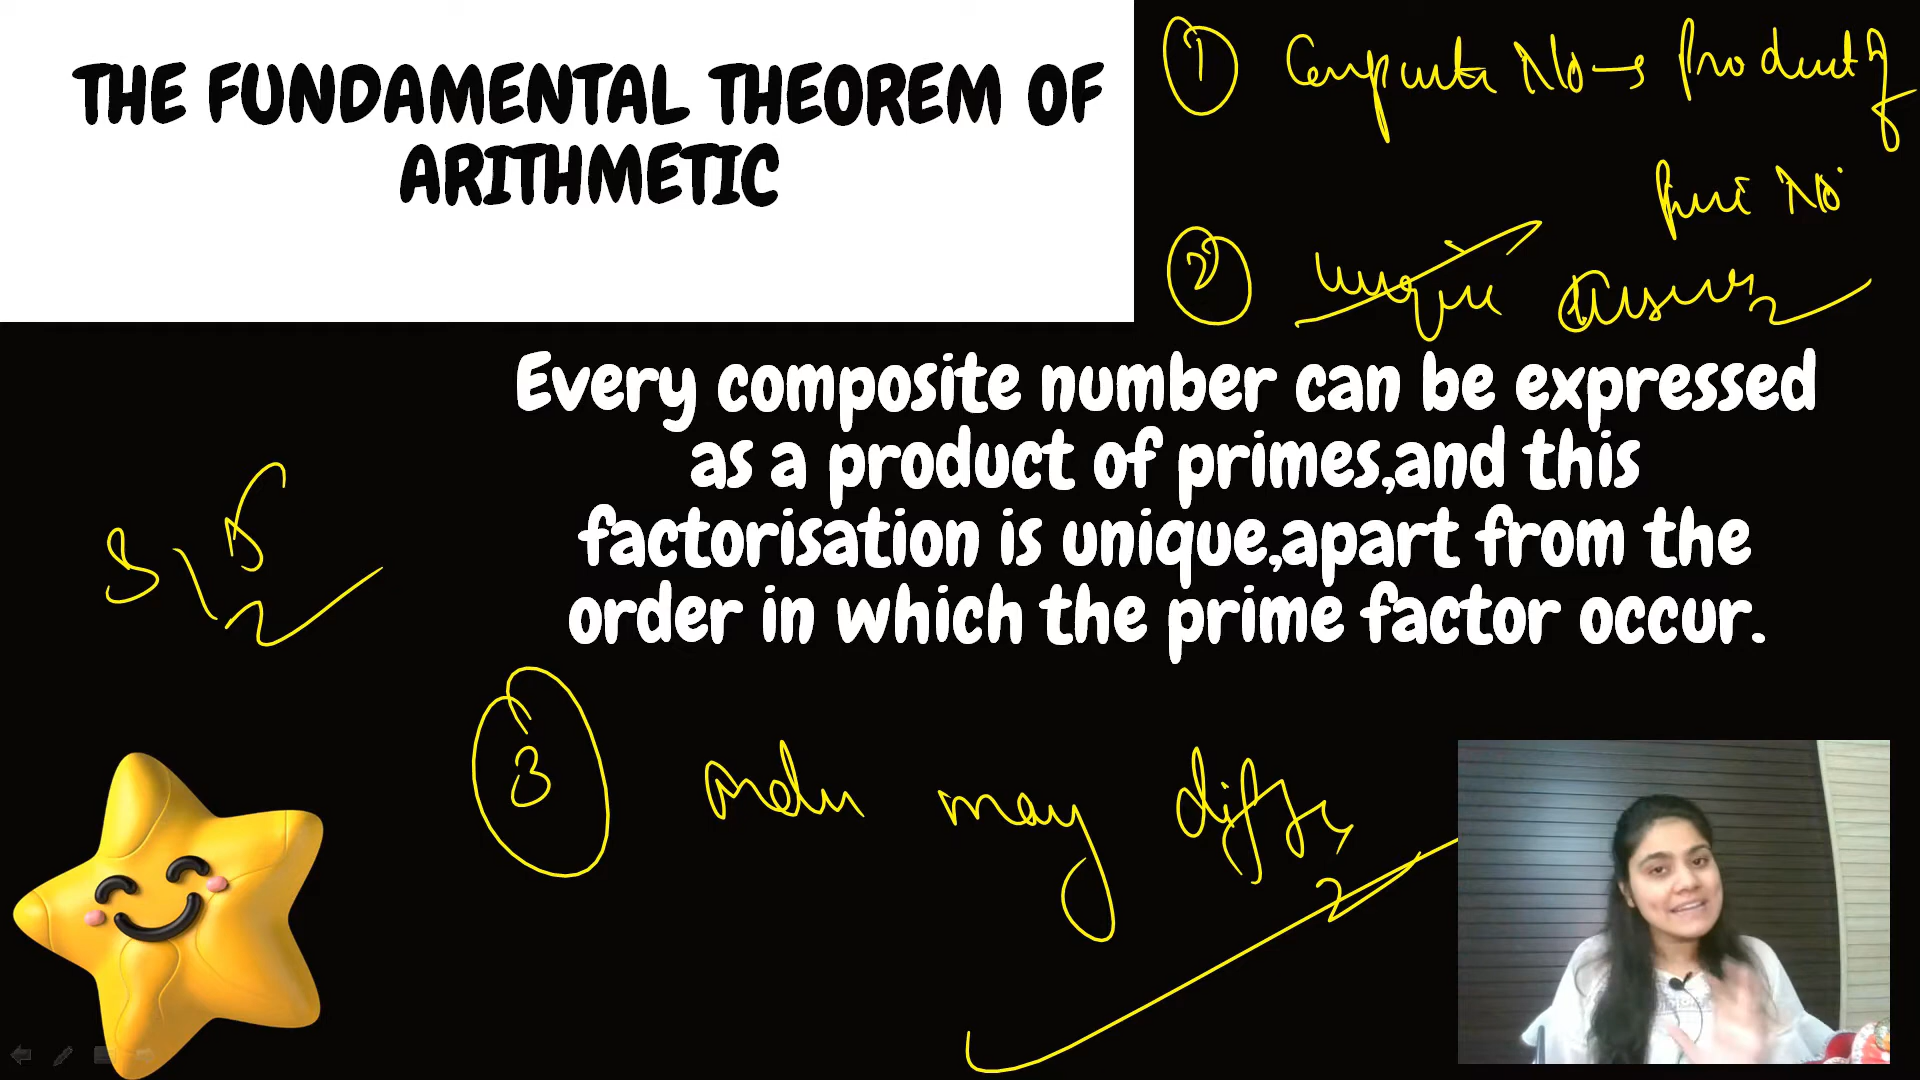 THE FUNDAMENTAL THEOREM OF
ARITHMETIC
① Composite No → Product of
Prime No.
② unique answer
Every composite number can be expressed
as a product of primes,and this
factorisation is unique,apart from the
order in which the prime factor occur.
③ order may differ